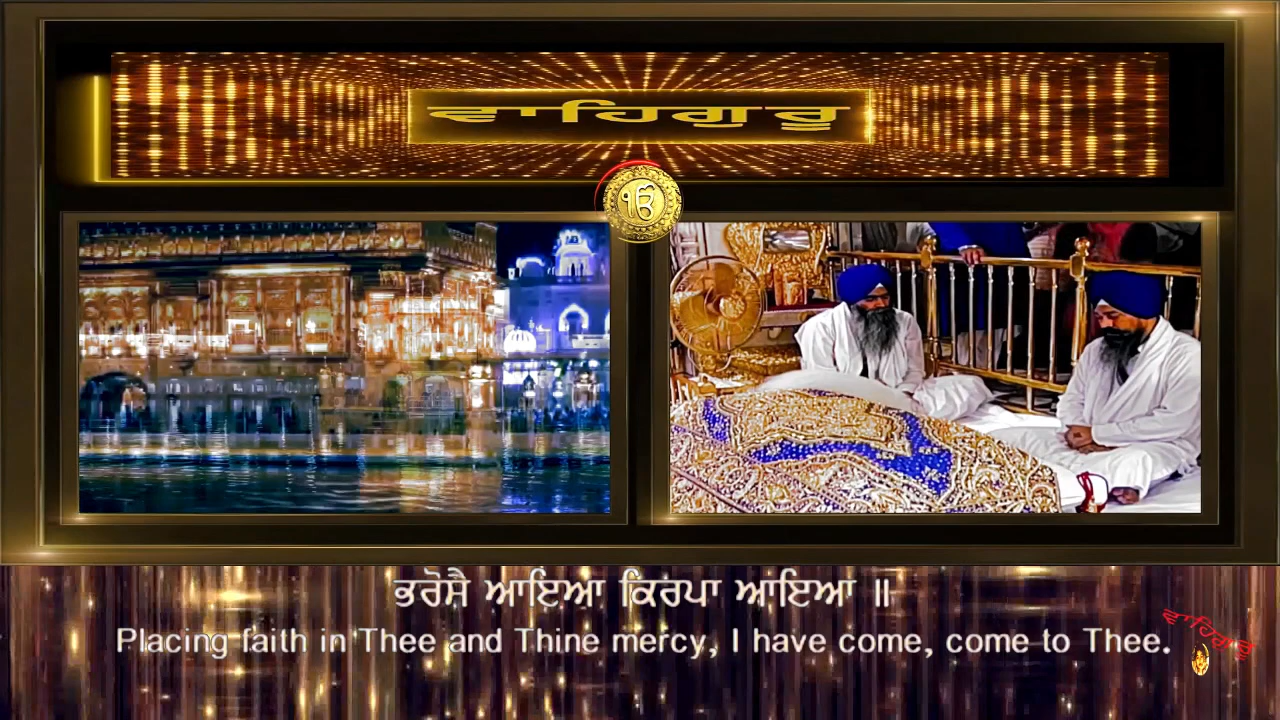 ਵਾਹਿਗੁਰੂ
ੴ
ਭਰੋਸੈ ਆਇਆ ਕਿਰਪਾ ਆਇਆ ॥
Placing faith in Thee and Thine mercy, I have come, come to Thee.
ਵਾਹਿਗੁਰੂ